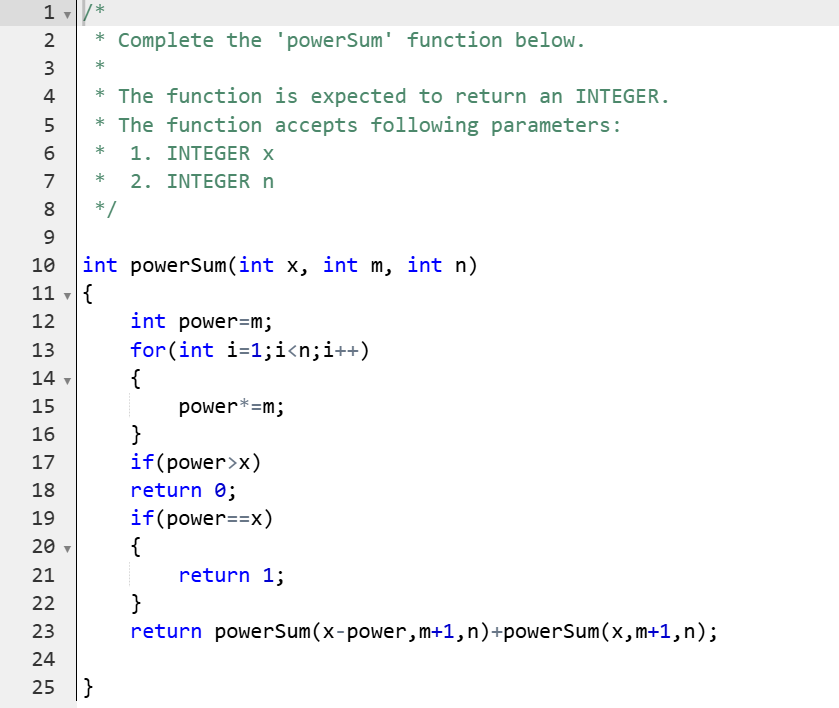 1 /*
2  * Complete the 'powerSum' function below.
3  *
4  * The function is expected to return an INTEGER.
5  * The function accepts following parameters:
6  *  1. INTEGER x
7  *  2. INTEGER n
8  */
9
10 int powerSum(int x, int m, int n)
11 {
12     int power=m;
13     for(int i=1;i<n;i++)
14     {
15         power*=m;
16     }
17     if(power>x)
18     return 0;
19     if(power==x)
20     {
21         return 1;
22     }
23     return powerSum(x-power,m+1,n)+powerSum(x,m+1,n);
24
25 }